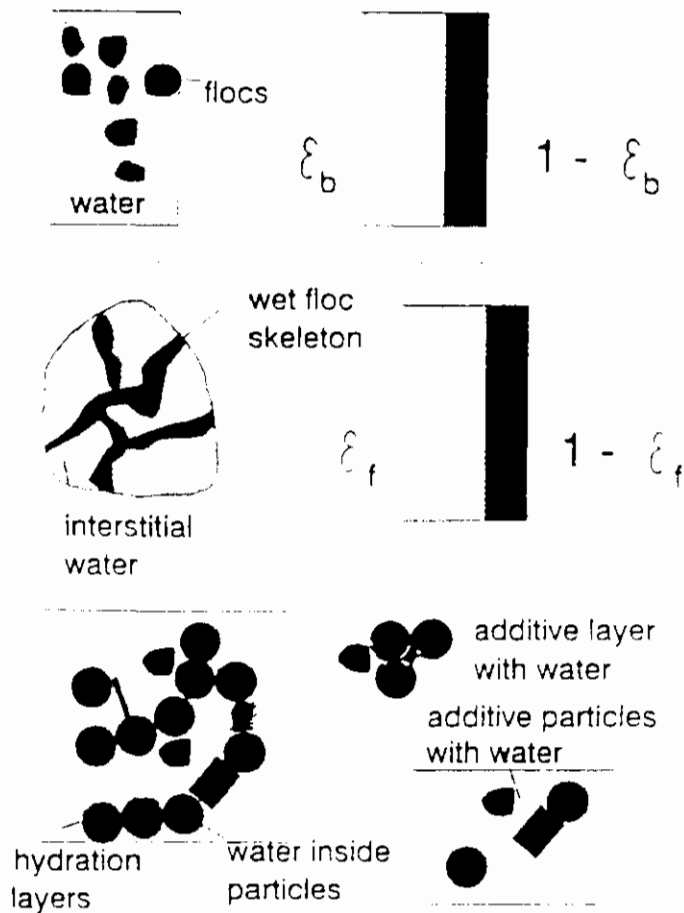 flocs
water
ε_b
1 - ε_b
wet floc
skeleton
ε_f
1 - ε_f
interstitial
water
additive layer
with water
additive particles
with water
hydration
layers
water inside
particles